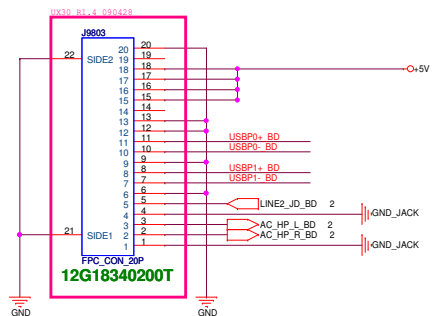 UX30 R1.4 090428
J9803
20 20
22 SIDE2 19 19
18 18 +5V
17 17
16 16
15 15
14 14
13 13
12 12
11 11 USBP0+_BD
10 10 USBP0-_BD
9 9
8 8 USBP1+_BD
7 7 USBP1-_BD
6 6
5 5 LINE2_JD_BD 2
4 4 GND_JACK
3 3 AC_HP_L_BD 2
21 SIDE1 2 2 AC_HP_R_BD 2
1 1 GND_JACK
FPC_CON_20P
12G18340200T
GND GND